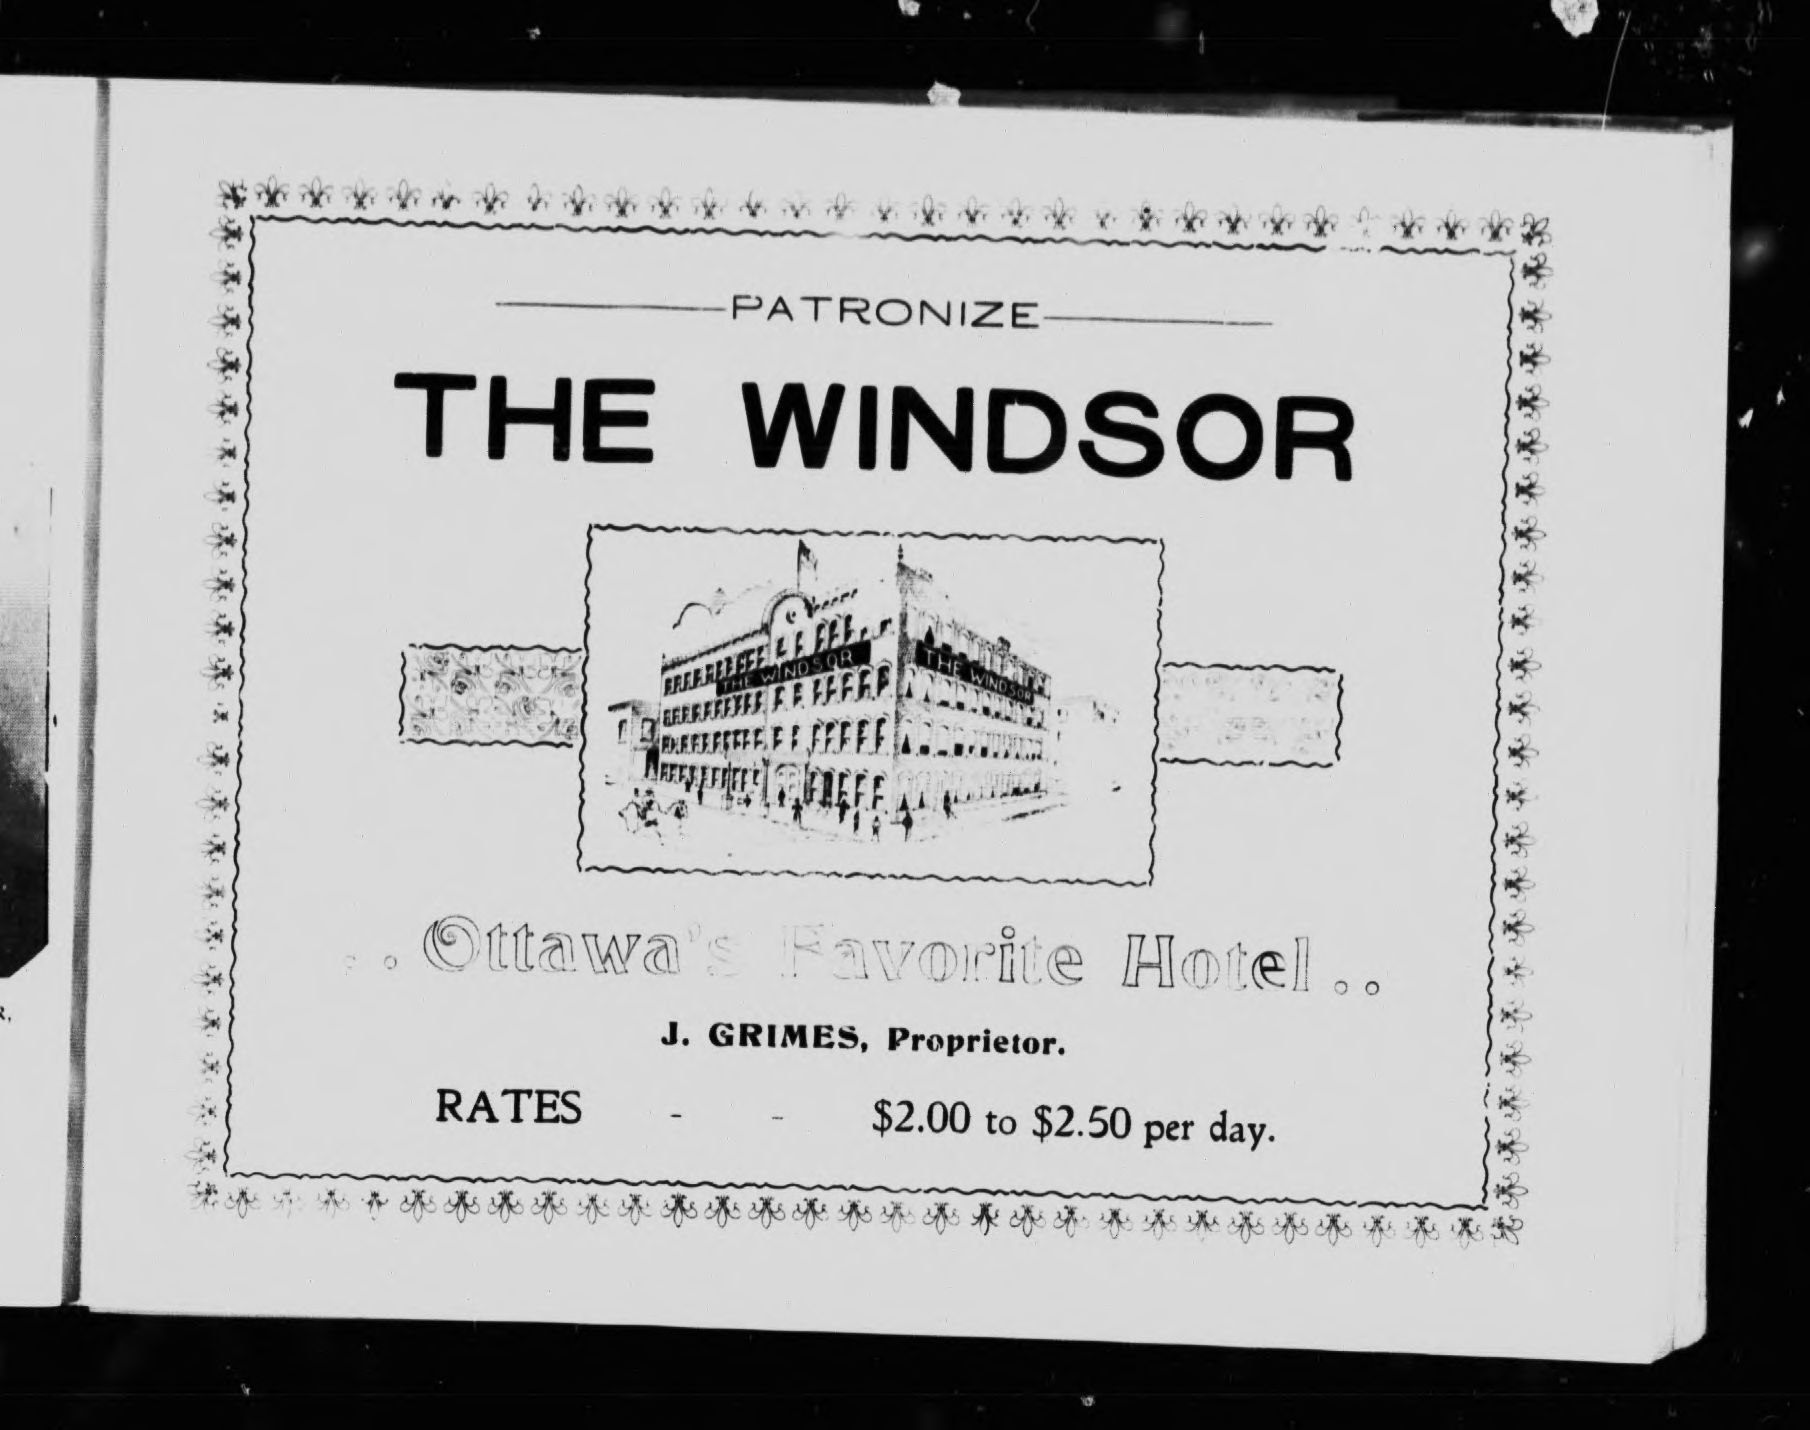 PATRONIZE
THE WINDSOR
THE WINDSOR
THE WINDSOR
. . Ottawa's Favorite Hotel . .
J. GRIMES, Proprietor.
RATES - - $2.00 to $2.50 per day.
R,